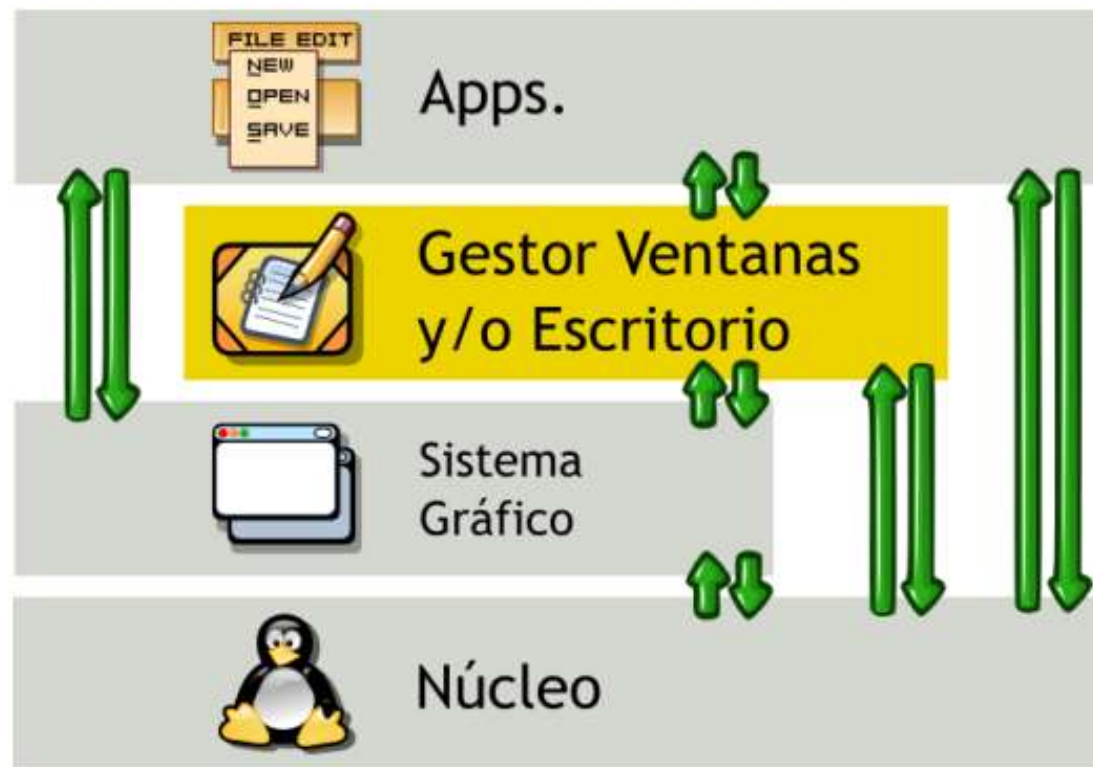 FILE EDIT
NEW
OPEN
SAVE
Apps.
Gestor Ventanas
y/o Escritorio
Sistema
Gráfico
Núcleo